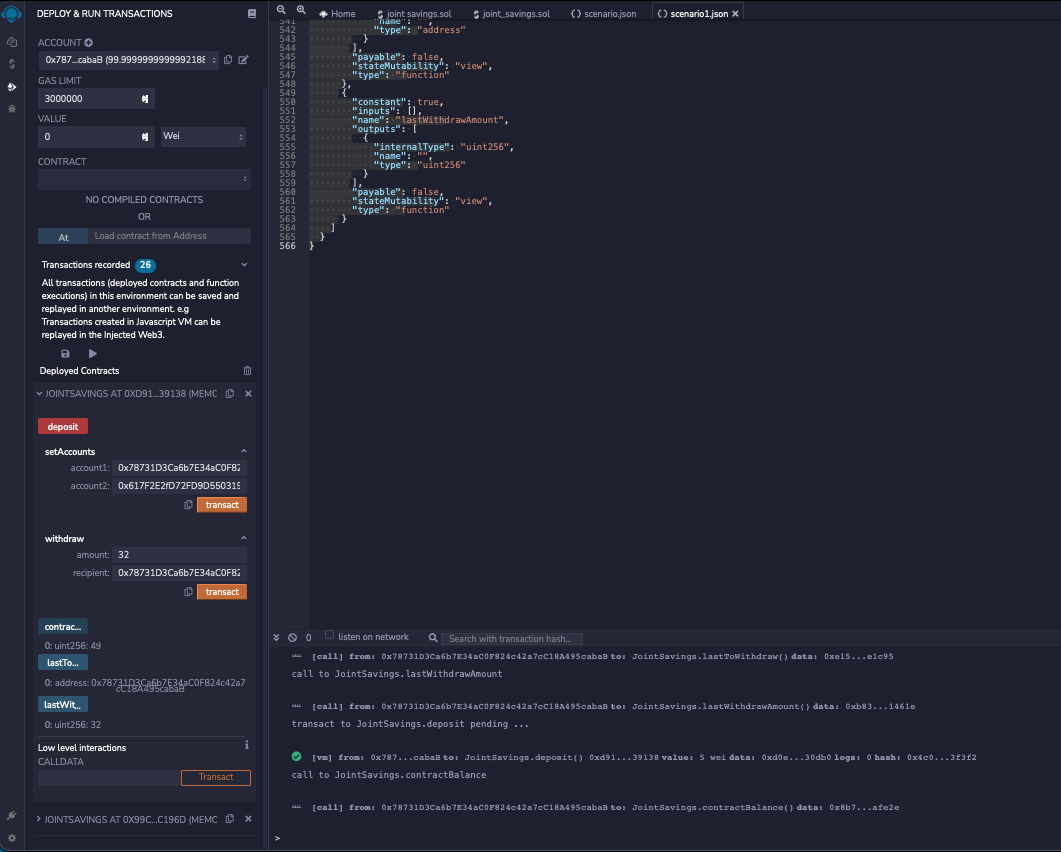 DEPLOY & RUN TRANSACTIONS
ACCOUNT
0x787...cabaB (99.9999999999992188
GAS LIMIT
3000000
VALUE
0
Wei
CONTRACT
NO COMPILED CONTRACTS
OR
At
Load contract from Address
Transactions recorded 26
All transactions (deployed contracts and function
executions) in this environment can be saved and
replayed in another environment. e.g
Transactions created in Javascript VM can be
replayed in the Injected Web3.
Deployed Contracts
JOINTSAVINGS AT 0XD91...39138 (MEMC
deposit
setAccounts
account1: 0x78731D3Ca6b7E34aC0F82
account2: 0x617F2E2fD72FD9D550319
transact
withdraw
amount: 32
recipient: 0x78731D3Ca6b7E34aC0F82
transact
contrac...
0: uint256: 49
lastTo...
0: address: 0x78731D3Ca6b7E34aC0F824c42a7
cC18A495cabaB
lastWit...
0: uint256: 32
Low level interactions
CALLDATA
Transact
JOINTSAVINGS AT 0X99C...C196D (MEMC
Home
joint savings.sol
joint_savings.sol
{} scenario.json
{} scenario1.json
541 "name": "",
542 "type": "address"
543 }
544 ],
545 "payable": false,
546 "stateMutability": "view",
547 "type": "function"
548 },
549 {
550 "constant": true,
551 "inputs": [],
552 "name": "lastWithdrawAmount",
553 "outputs": [
554 {
555 "internalType": "uint256",
556 "name": "",
557 "type": "uint256"
558 }
559 ],
560 "payable": false,
561 "stateMutability": "view",
562 "type": "function"
563 }
564 ]
565 }
566 }
0
listen on network
Search with transaction hash...
CALL [call] from: 0x78731D3Ca6b7E34aC0F824c42a7cC18A495cabaB to: JointSavings.lastToWithdraw() data: 0xe15...e1c95
call to JointSavings.lastWithdrawAmount
CALL [call] from: 0x78731D3Ca6b7E34aC0F824c42a7cC18A495cabaB to: JointSavings.lastWithdrawAmount() data: 0xb83...1461e
transact to JointSavings.deposit pending ...
[vm] from: 0x787...cabaB to: JointSavings.deposit() 0xd91...39138 value: 5 wei data: 0xd0e...30db0 logs: 0 hash: 0x4c0...3f3f2
call to JointSavings.contractBalance
CALL [call] from: 0x78731D3Ca6b7E34aC0F824c42a7cC18A495cabaB to: JointSavings.contractBalance() data: 0x8b7...afe2e
>